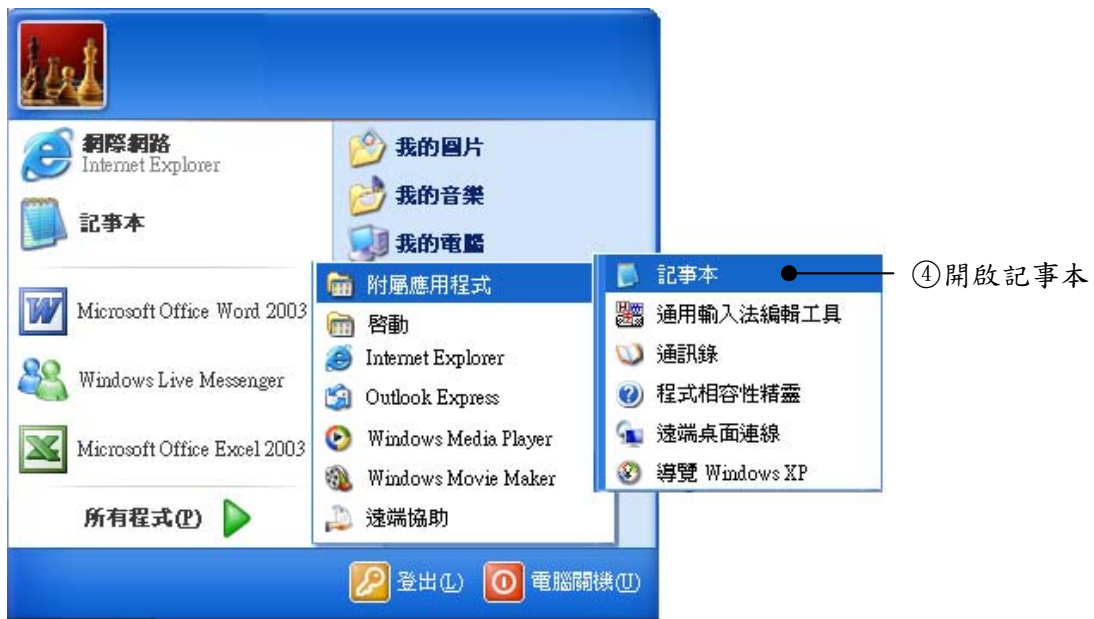 網際網路
Internet Explorer
記事本
Microsoft Office Word 2003
Windows Live Messenger
Microsoft Office Excel 2003
所有程式(P)
我的圖片
我的音樂
我的電腦
附屬應用程式
啓動
Internet Explorer
Outlook Express
Windows Media Player
Windows Movie Maker
遠端協助
記事本
通用輸入法編輯工具
通訊錄
程式相容性精靈
遠端桌面連線
導覽 Windows XP
④開啟記事本
登出(L)
電腦關機(U)